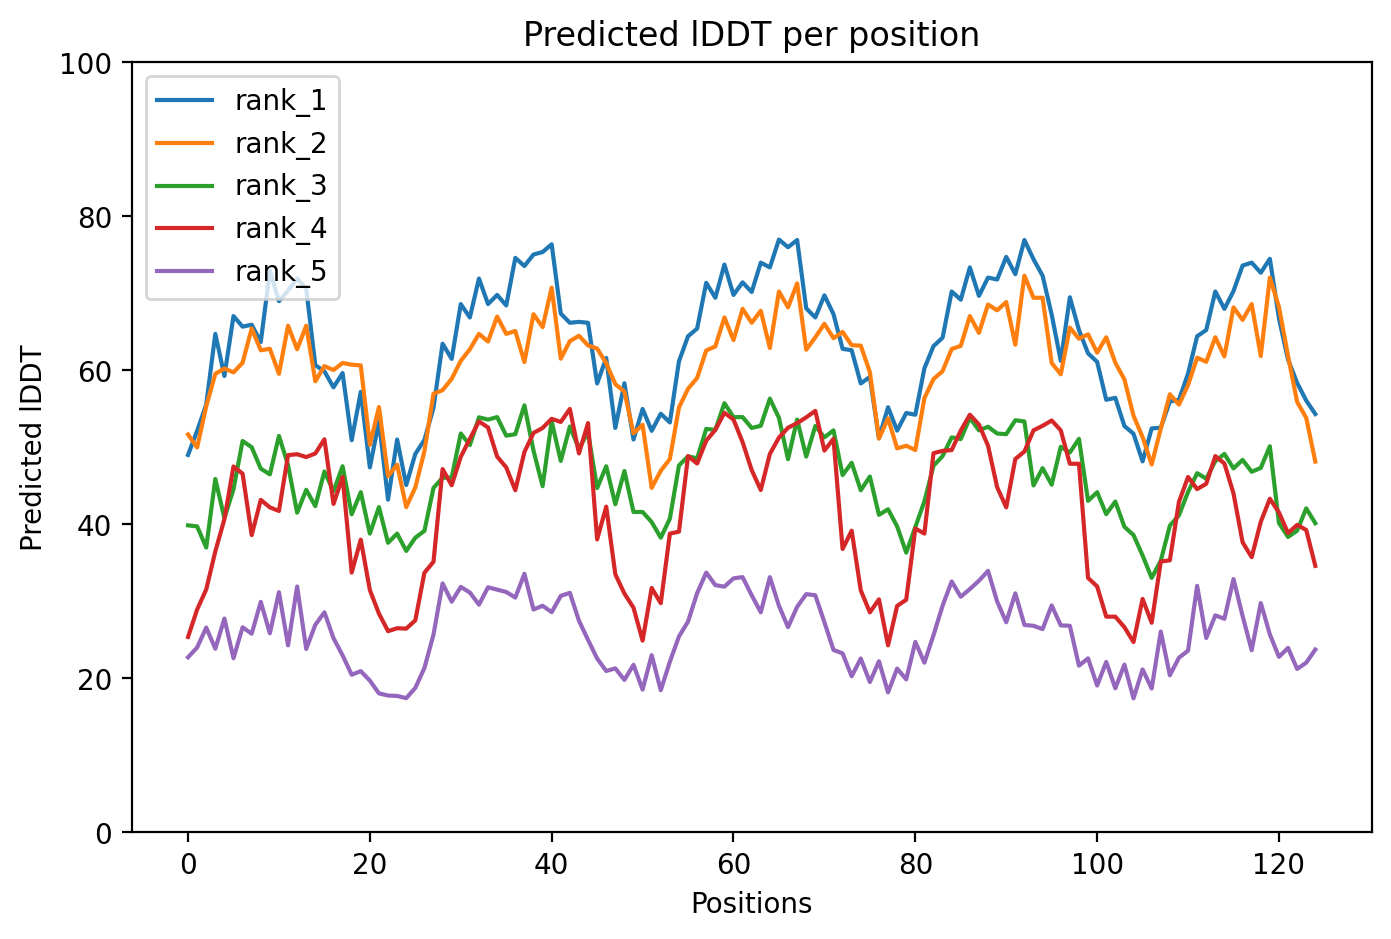 Predicted lDDT per position
100
80
60
40
20
0
Predicted lDDT
rank_1
rank_2
rank_3
rank_4
rank_5
0 20 40 60 80 100 120
Positions